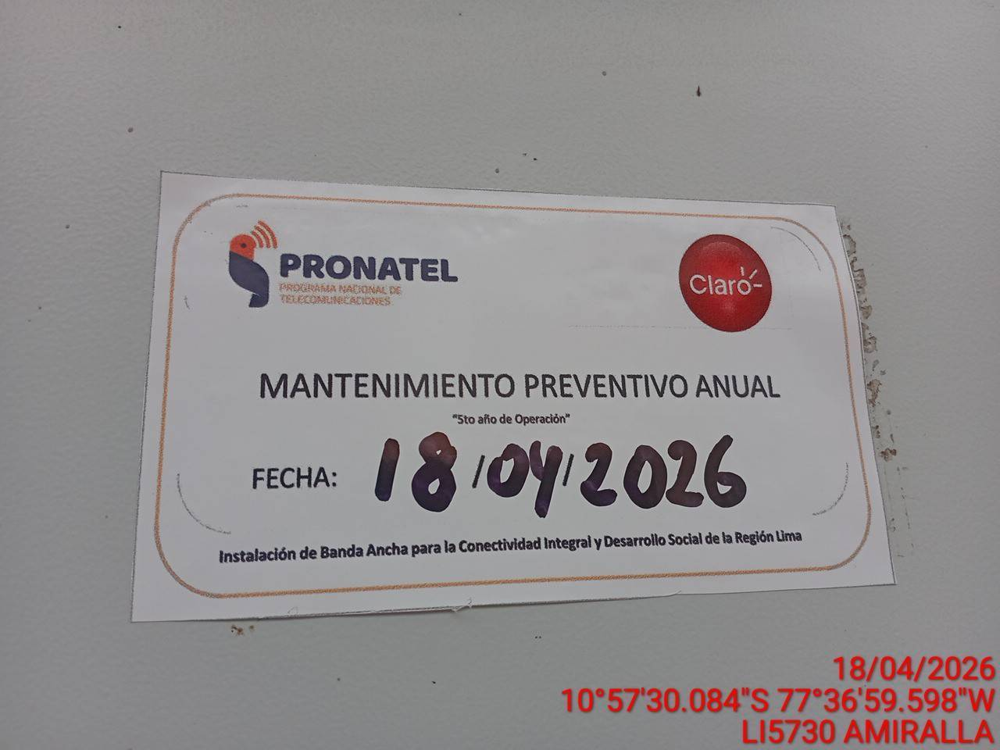 PRONATEL
PROGRAMA NACIONAL DE
TELECOMUNICACIONES
Claro
MANTENIMIENTO PREVENTIVO ANUAL
"5to año de Operación"
FECHA: 18/04/2026
Instalación de Banda Ancha para la Conectividad Integral y Desarrollo Social de la Región Lima
18/04/2026
10°57'30.084"S 77°36'59.598"W
LI5730 AMIRALLA